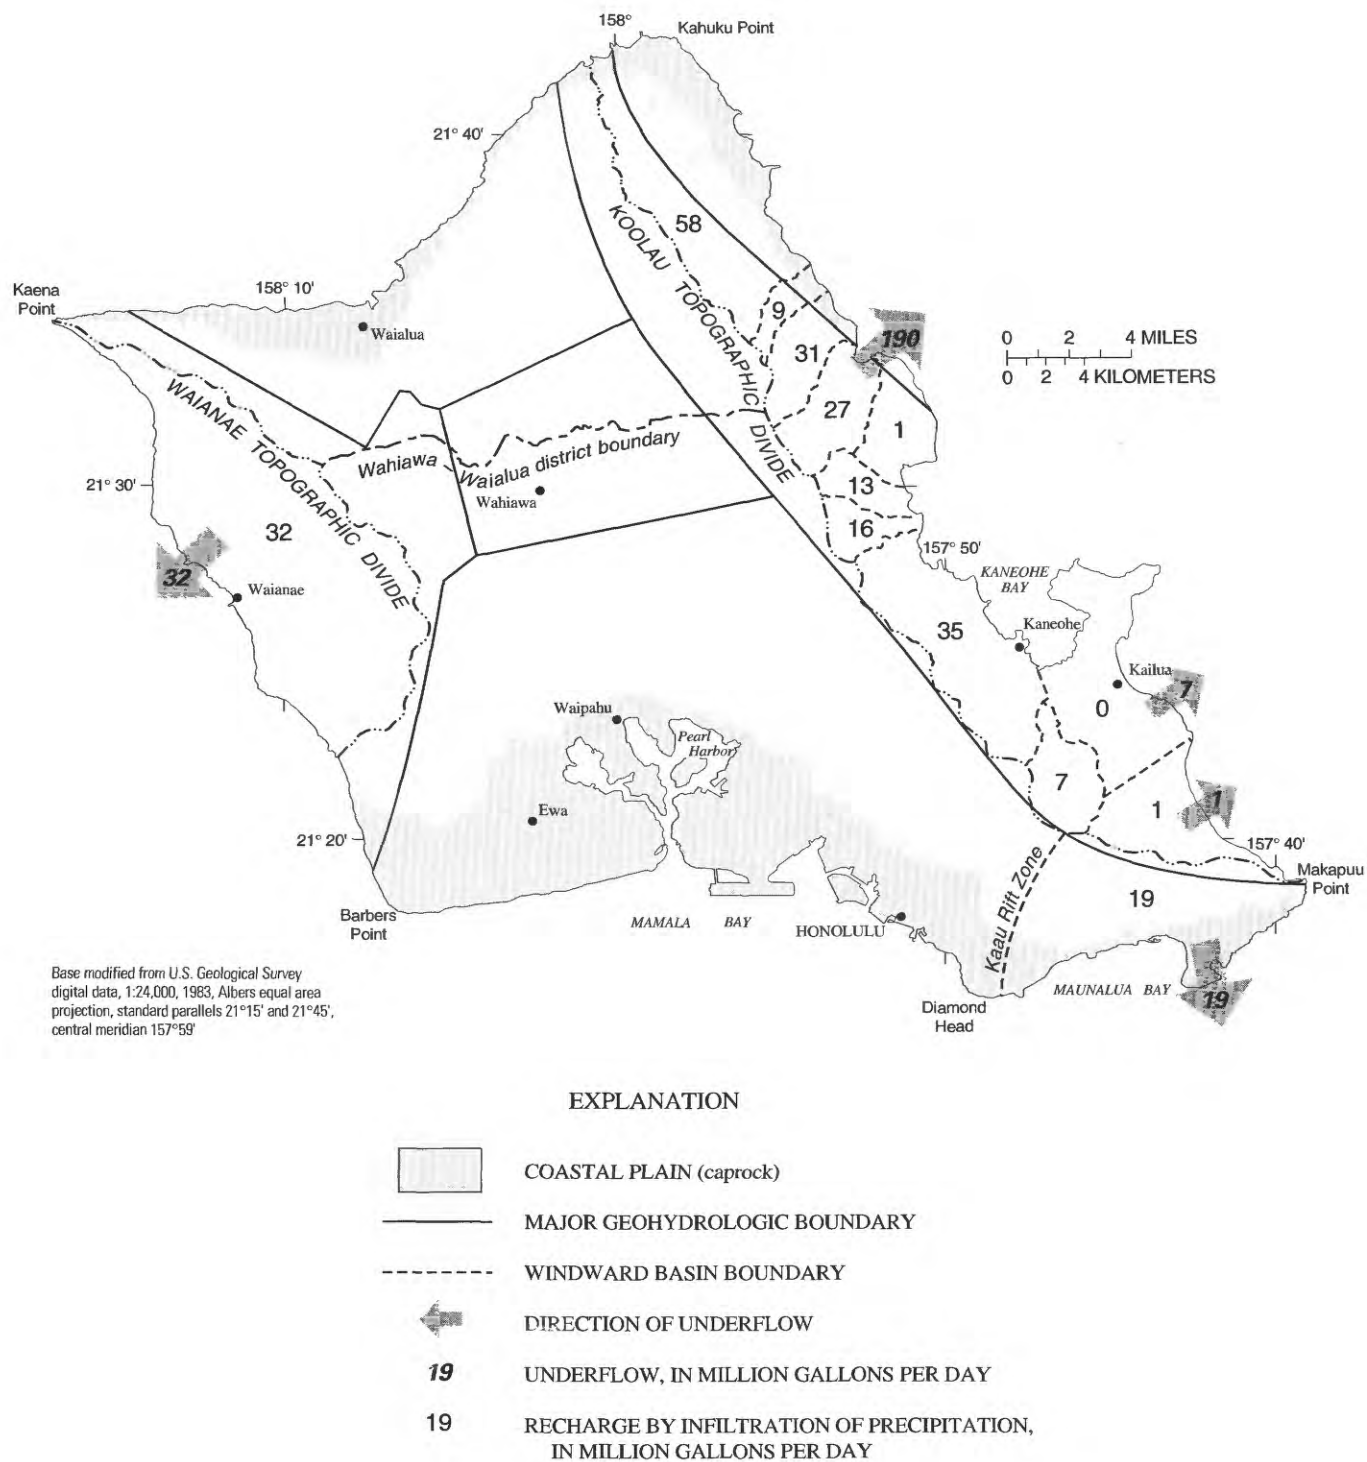 158°
Kahuku Point
21° 40'
58
KOOLAU TOPOGRAPHIC DIVIDE
Kaena
Point
158° 10'
Waialua
9
31
190
0 2 4 MILES
0 2 4 KILOMETERS
WAIANAE TOPOGRAPHIC DIVIDE
27
1
Wahiawa - Waialua district boundary
21° 30'
Wahiawa
13
32
16
157° 50'
KANEOHE
BAY
32
Waianae
35
Kaneohe
Kailua
7
0
Waipahu
Pearl
Harbor
7
Ewa
1
1
21° 20'
157° 40'
Kaau Rift Zone
Makapuu
Point
19
Barbers
Point
MAMALA BAY
HONOLULU
MAUNALUA BAY
19
Diamond
Head
Base modified from U.S. Geological Survey
digital data, 1:24,000, 1983, Albers equal area
projection, standard parallels 21°15' and 21°45',
central meridian 157°59'
EXPLANATION
COASTAL PLAIN (caprock)
MAJOR GEOHYDROLOGIC BOUNDARY
WINDWARD BASIN BOUNDARY
DIRECTION OF UNDERFLOW
19 UNDERFLOW, IN MILLION GALLONS PER DAY
19 RECHARGE BY INFILTRATION OF PRECIPITATION,
IN MILLION GALLONS PER DAY